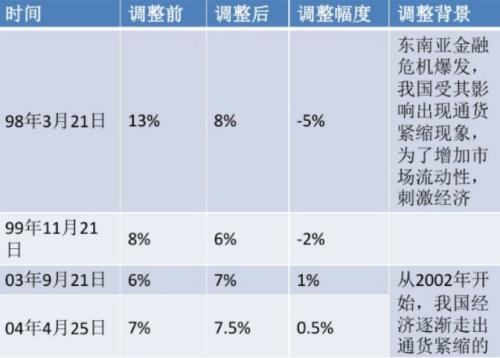 时间 调整前 调整后 调整幅度 调整背景
东南亚金融
危机爆发，
我国受其影
98年3月21日 13% 8% -5% 响出现通货
紧缩现象，
为了增加市
场流动性，
刺激经济
99年11月21
日 8% 6% -2%
03年9月21日 6% 7% 1% 从2002年开
始，我国经
04年4月25日 7% 7.5% 0.5% 济逐渐走出
通货紧缩的